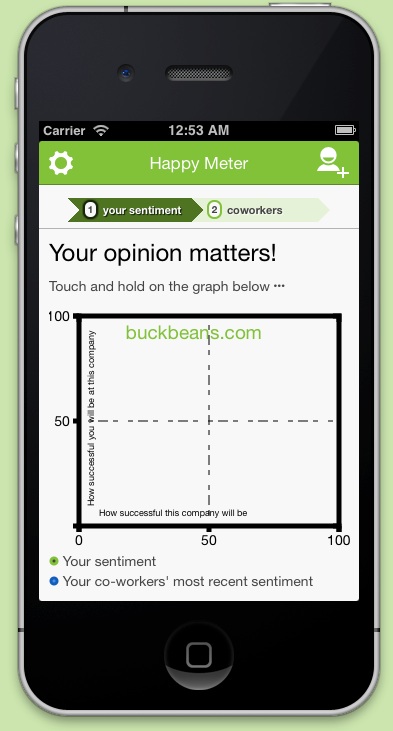 Carrier 12:53 AM
Happy Meter
1 your sentiment 2 coworkers
Your opinion matters!
Touch and hold on the graph below •••
100
buckbeans.com
How successful you will be at this company
50
How successful this company will be
0 50 100
Your sentiment
Your co-workers' most recent sentiment